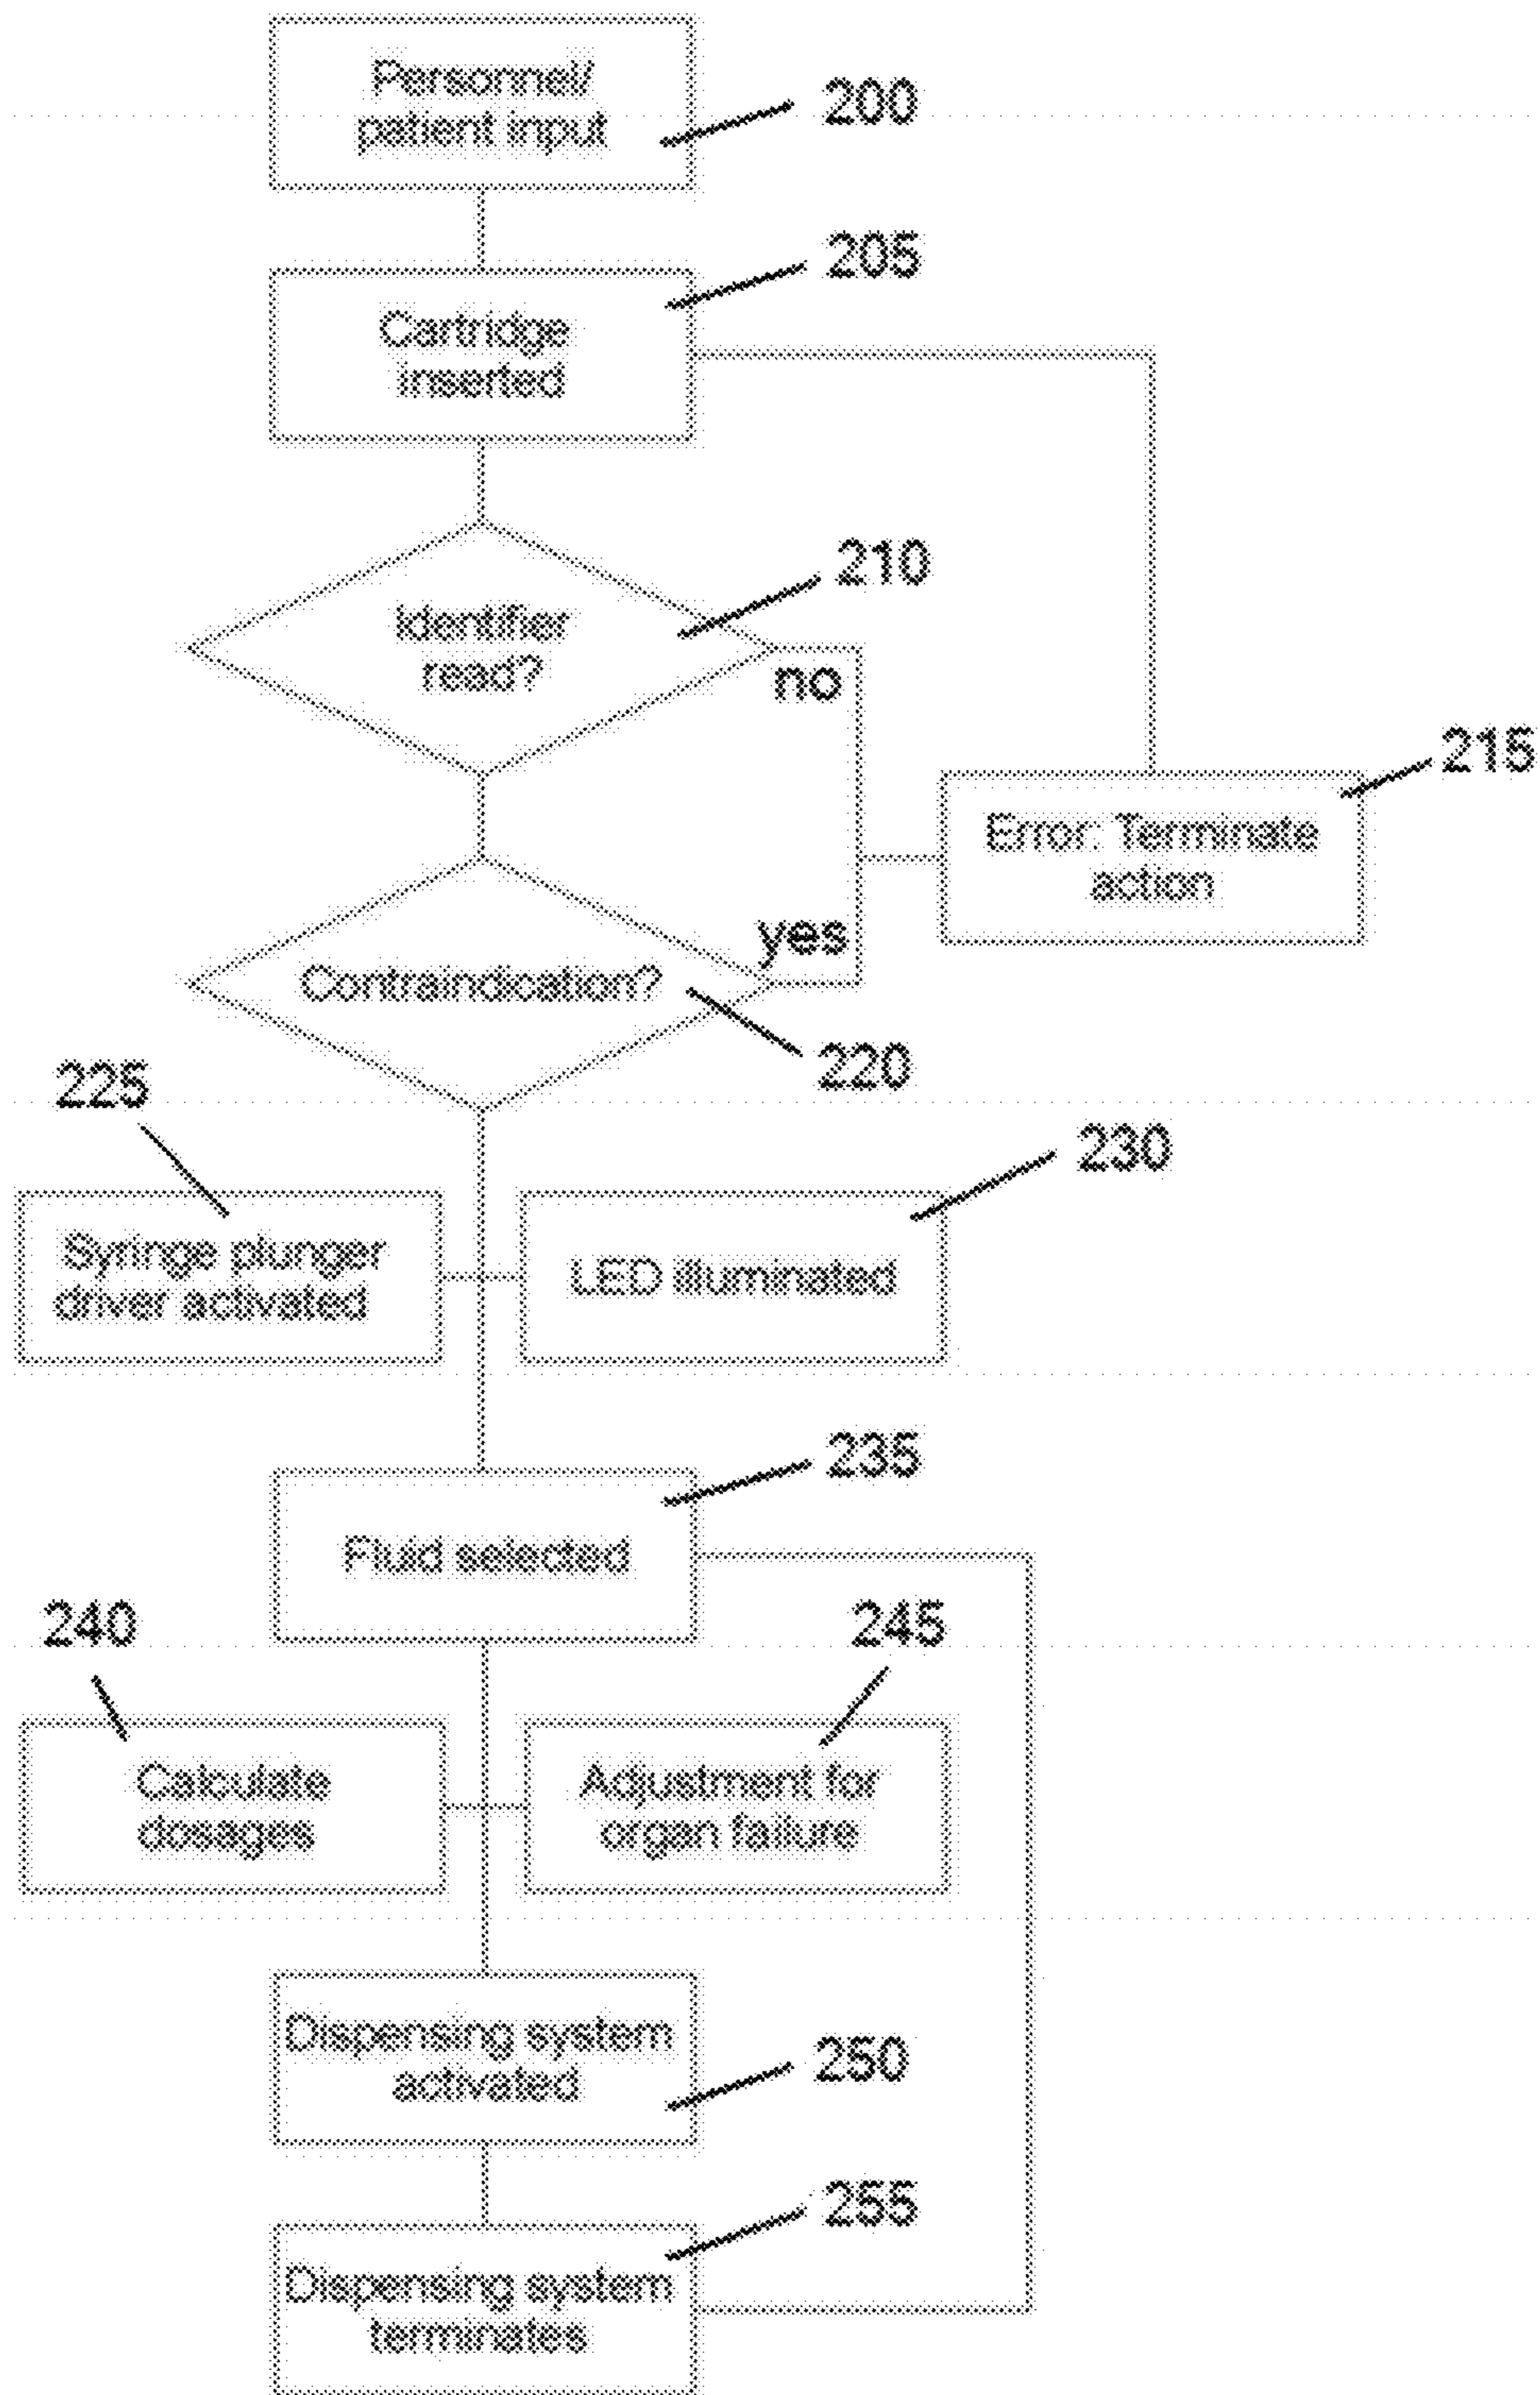 Personnel/
patient input
200
205
Cartridge
inserted
210
Identifier
read?
no
215
Error: Terminate
action
yes
Contraindication?
220
225
230
Syringe plunger
driver activated
LED illuminated
235
Fluid selected
240
245
Calculate
dosages
Adjustment for
organ failure
Dispensing system
activated
250
255
Dispensing system
terminates